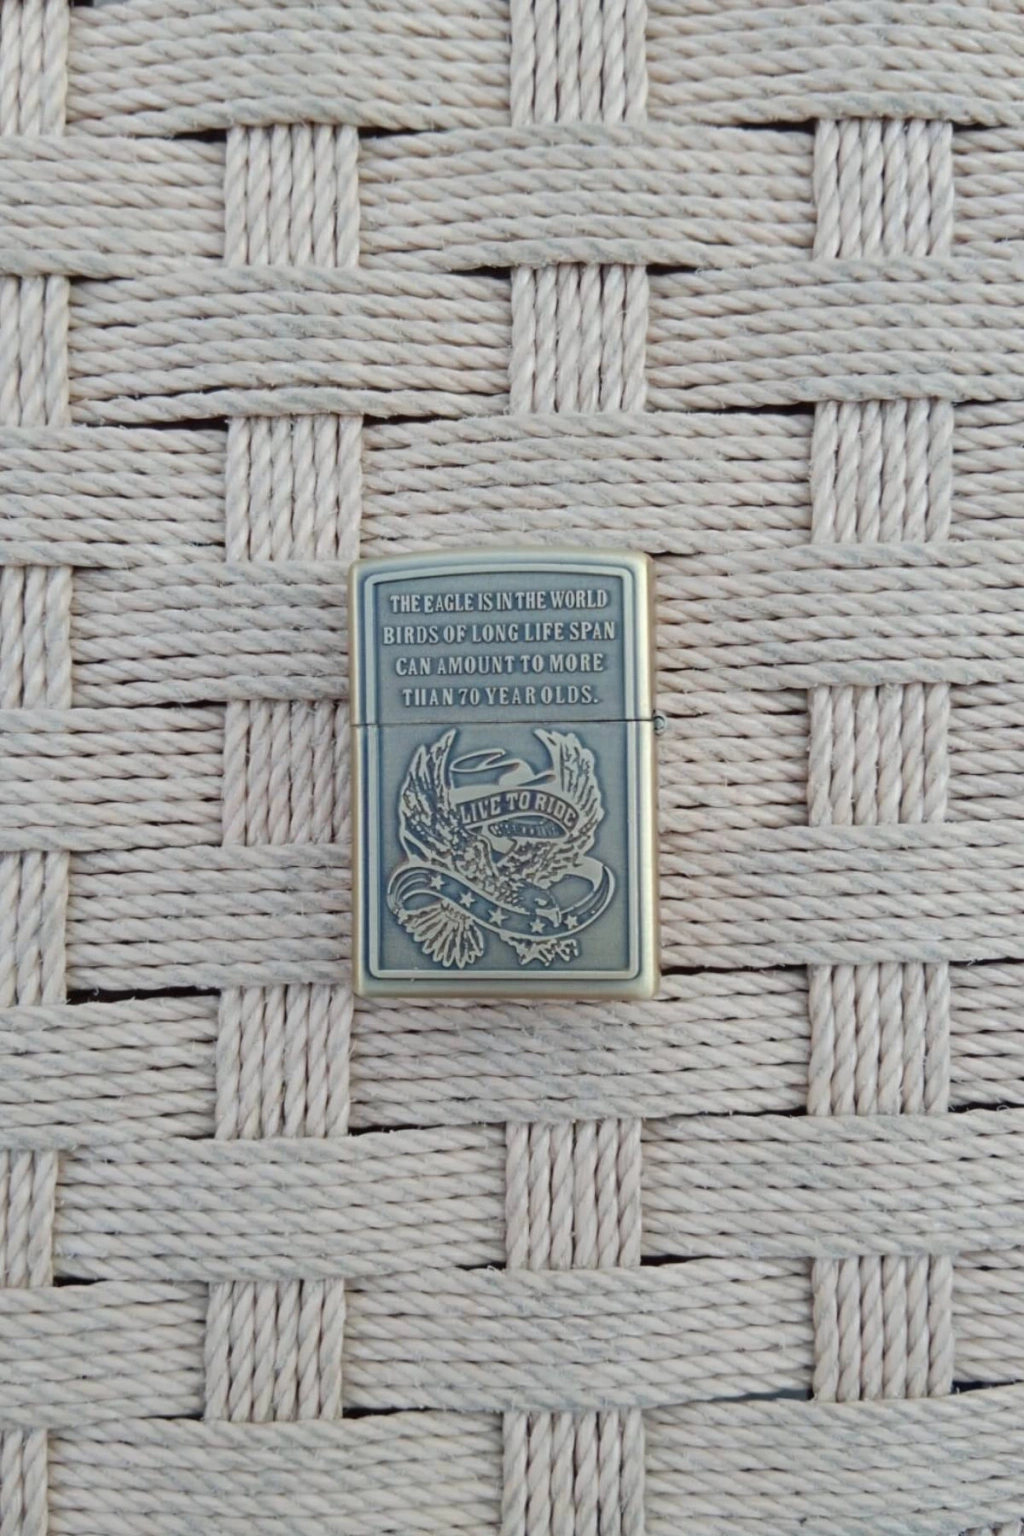 THE EAGLE IS IN THE WORLD
BIRDS OF LONG LIFE SPAN
CAN AMOUNT TO MORE
THAN 70 YEAR OLDS.
LIVE TO RIDE